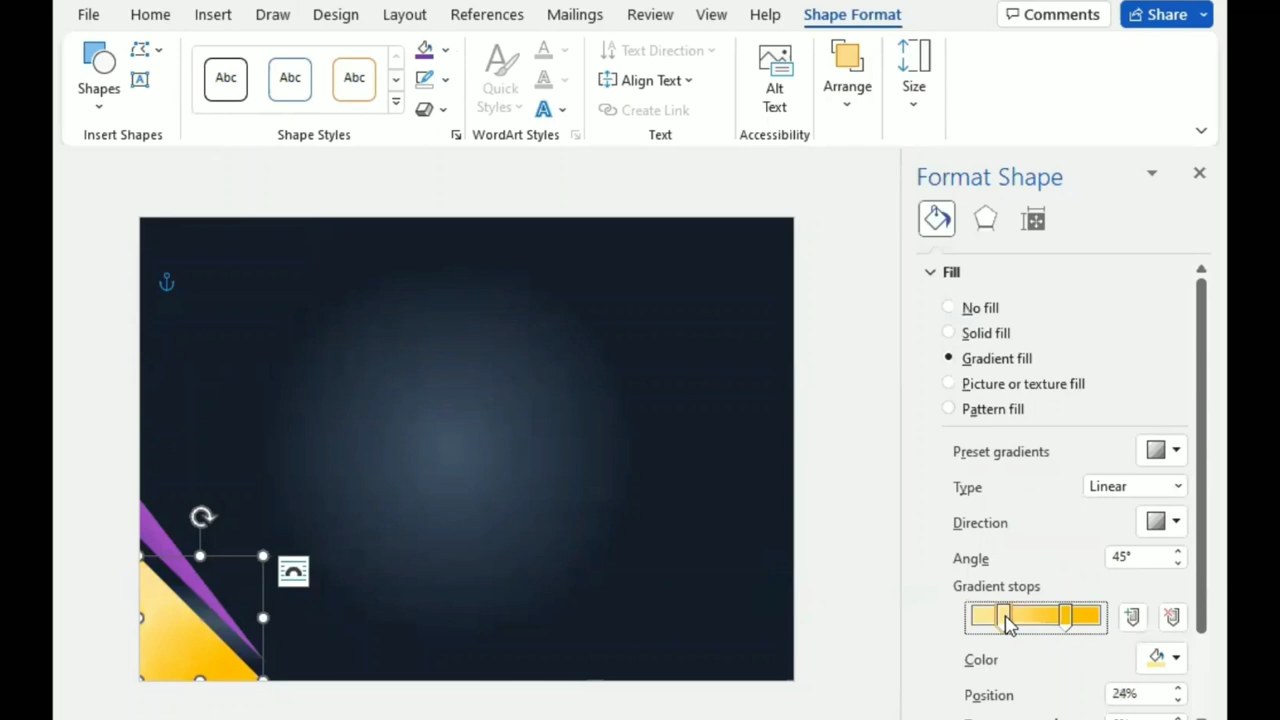 File Home Insert Draw Design Layout References Mailings Review View Help Shape Format Comments Share
Shapes
Insert Shapes
Abc Abc Abc
Shape Styles
Quick Styles
WordArt Styles
Text Direction
Align Text
Create Link
Text
Alt Text
Accessibility
Arrange
Size
Format Shape
Fill
No fill
Solid fill
Gradient fill
Picture or texture fill
Pattern fill
Preset gradients
Type Linear
Direction
Angle 45°
Gradient stops
Color
Position 24%